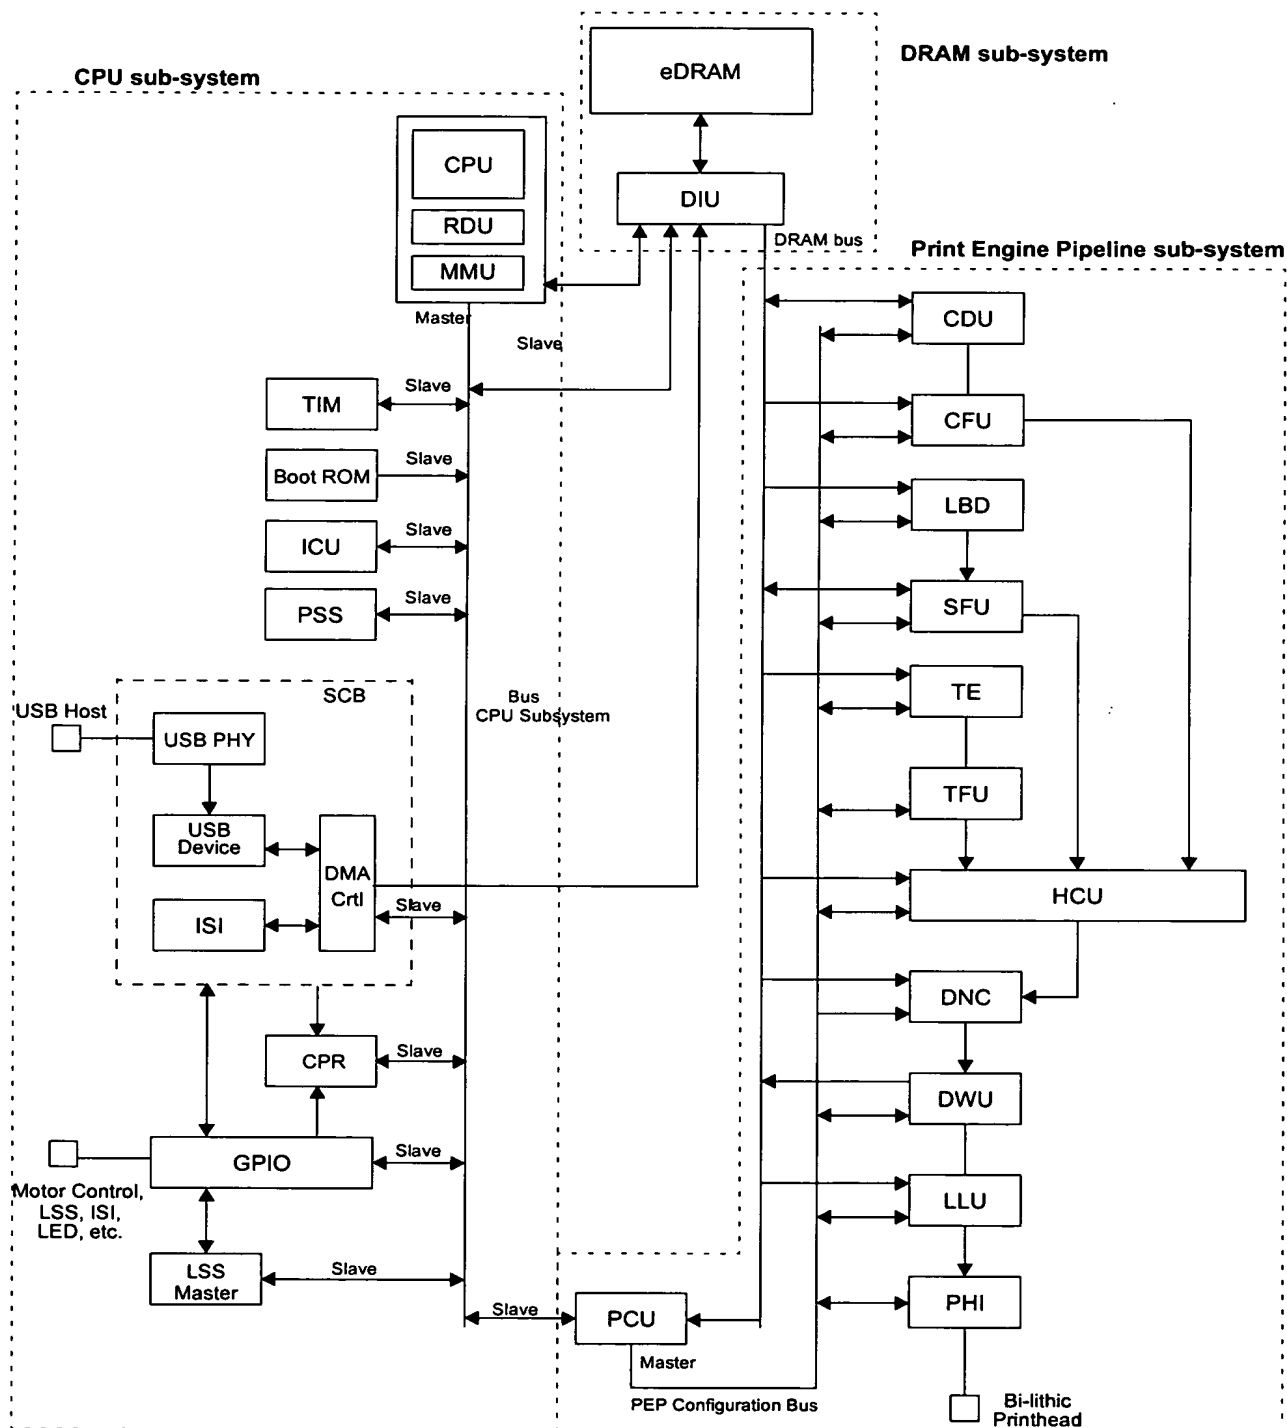 DRAM sub-system
eDRAM
CPU sub-system
CPU
DIU
RDU
DRAM bus
Print Engine Pipeline sub-system
MMU
Master
CDU
Slave
TIM
Slave
CFU
Boot ROM
Slave
LBD
ICU
Slave
PSS
Slave
SFU
SCB
TE
Bus
CPU Subsystem
USB Host
USB PHY
TFU
USB
Device
DMA
Crtl
HCU
ISI
Slave
DNC
CPR
Slave
DWU
GPIO
Slave
Motor Control,
LSS, ISI,
LED, etc.
LLU
LSS
Master
Slave
PHI
Slave
PCU
Master
PEP Configuration Bus
Bi-lithic
Printhead